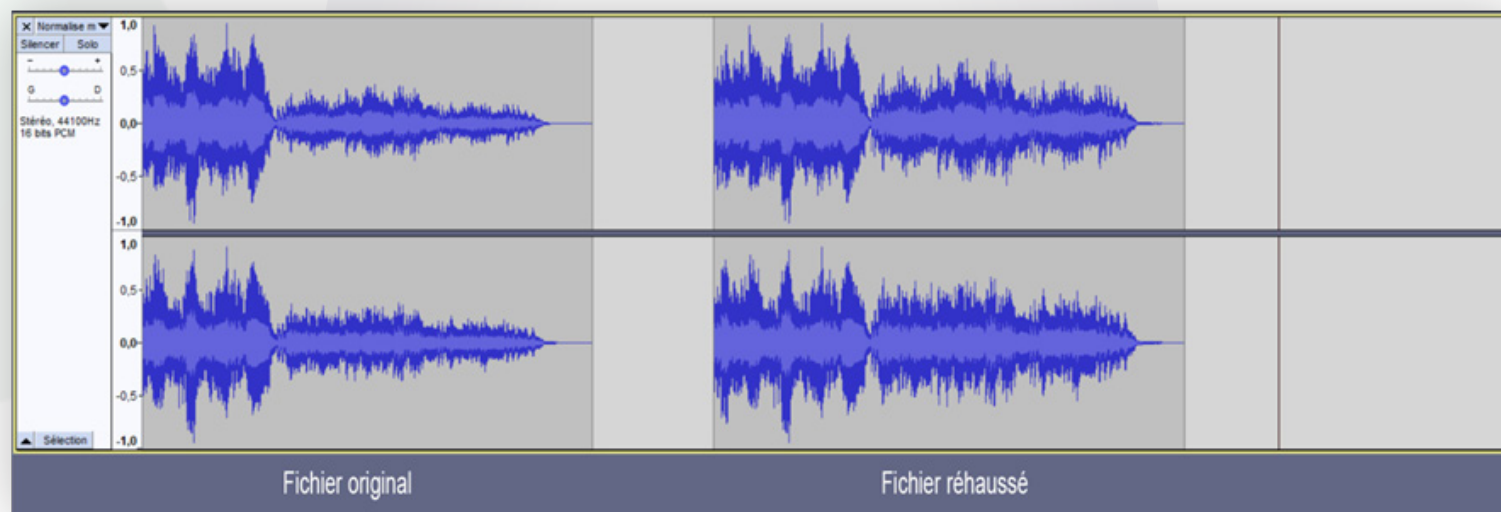 X Normalise m
Silencer Solo
- +
G D
Stéréo, 44100Hz
16 bits PCM
Sélection
1,0
0,5
0,0
-0,5
-1,0
1,0
0,5
0,0
-0,5
-1,0
Fichier original
Fichier réhaussé